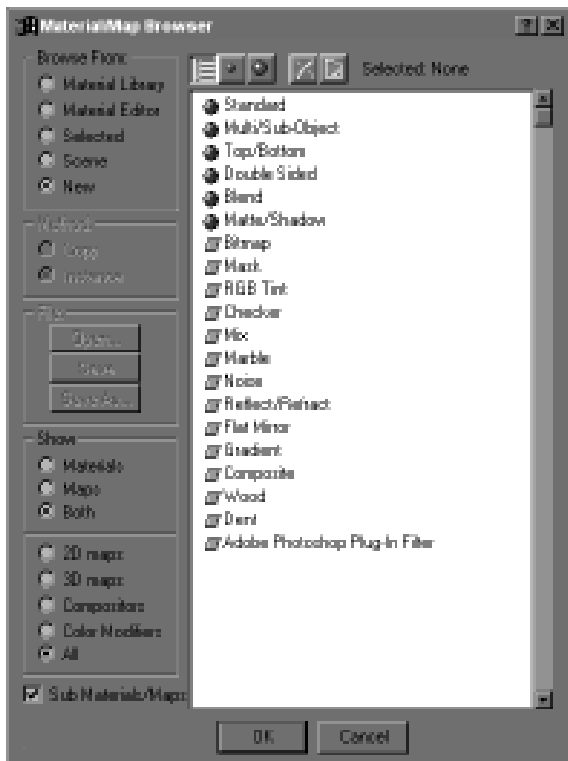 Material/Map Browser
Browse From:
Material Library
Material Editor
Selected
Scene
New
Method:
Copy
Instance
File:
Open...
Save
Save As...
Show
Materials
Maps
Both
2D maps
3D maps
Compositors
Color Modifiers
All
Sub Materials/Maps
Selected: None
Standard
Multi/Sub-Object
Top/Bottom
Double Sided
Blend
Matte/Shadow
Bitmap
Mask
RGB Tint
Checker
Mix
Marble
Noise
Reflect/Refract
Flat Mirror
Gradient
Composite
Wood
Dent
Adobe Photoshop Plug-In Filter
OK
Cancel